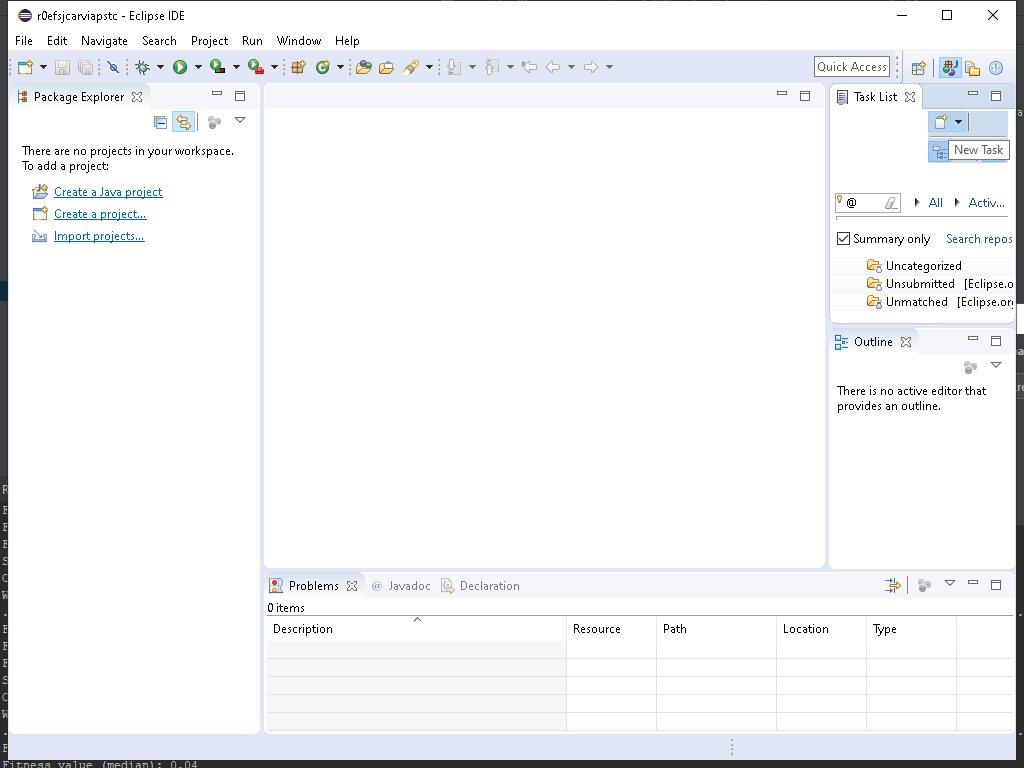 r0efsjcarviapstc - Eclipse IDE
File Edit Navigate Search Project Run Window Help
Quick Access
Package Explorer
Task List
New Task
There are no projects in your workspace.
To add a project:
Create a Java project
Create a project...
Import projects...
@ All Activ...
Summary only Search repos
Uncategorized
Unsubmitted [Eclipse.o
Unmatched [Eclipse.or
Outline
There is no active editor that
provides an outline.
Problems @ Javadoc Declaration
0 items
Description Resource Path Location Type
Fitness value (median): 0.04